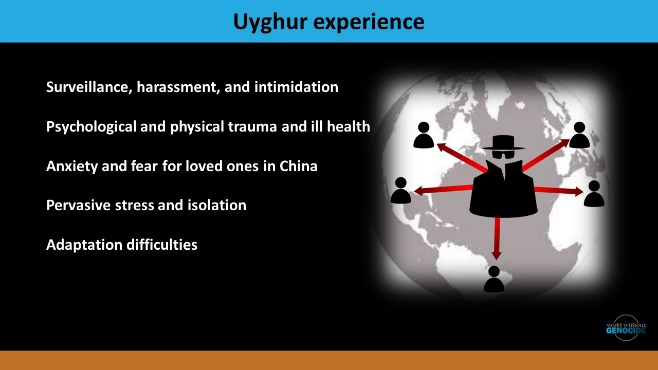 Uyghur experience
Surveillance, harassment, and intimidation
Psychological and physical trauma and ill health
Anxiety and fear for loved ones in China
Pervasive stress and isolation
Adaptation difficulties
world without
GENOCIDE